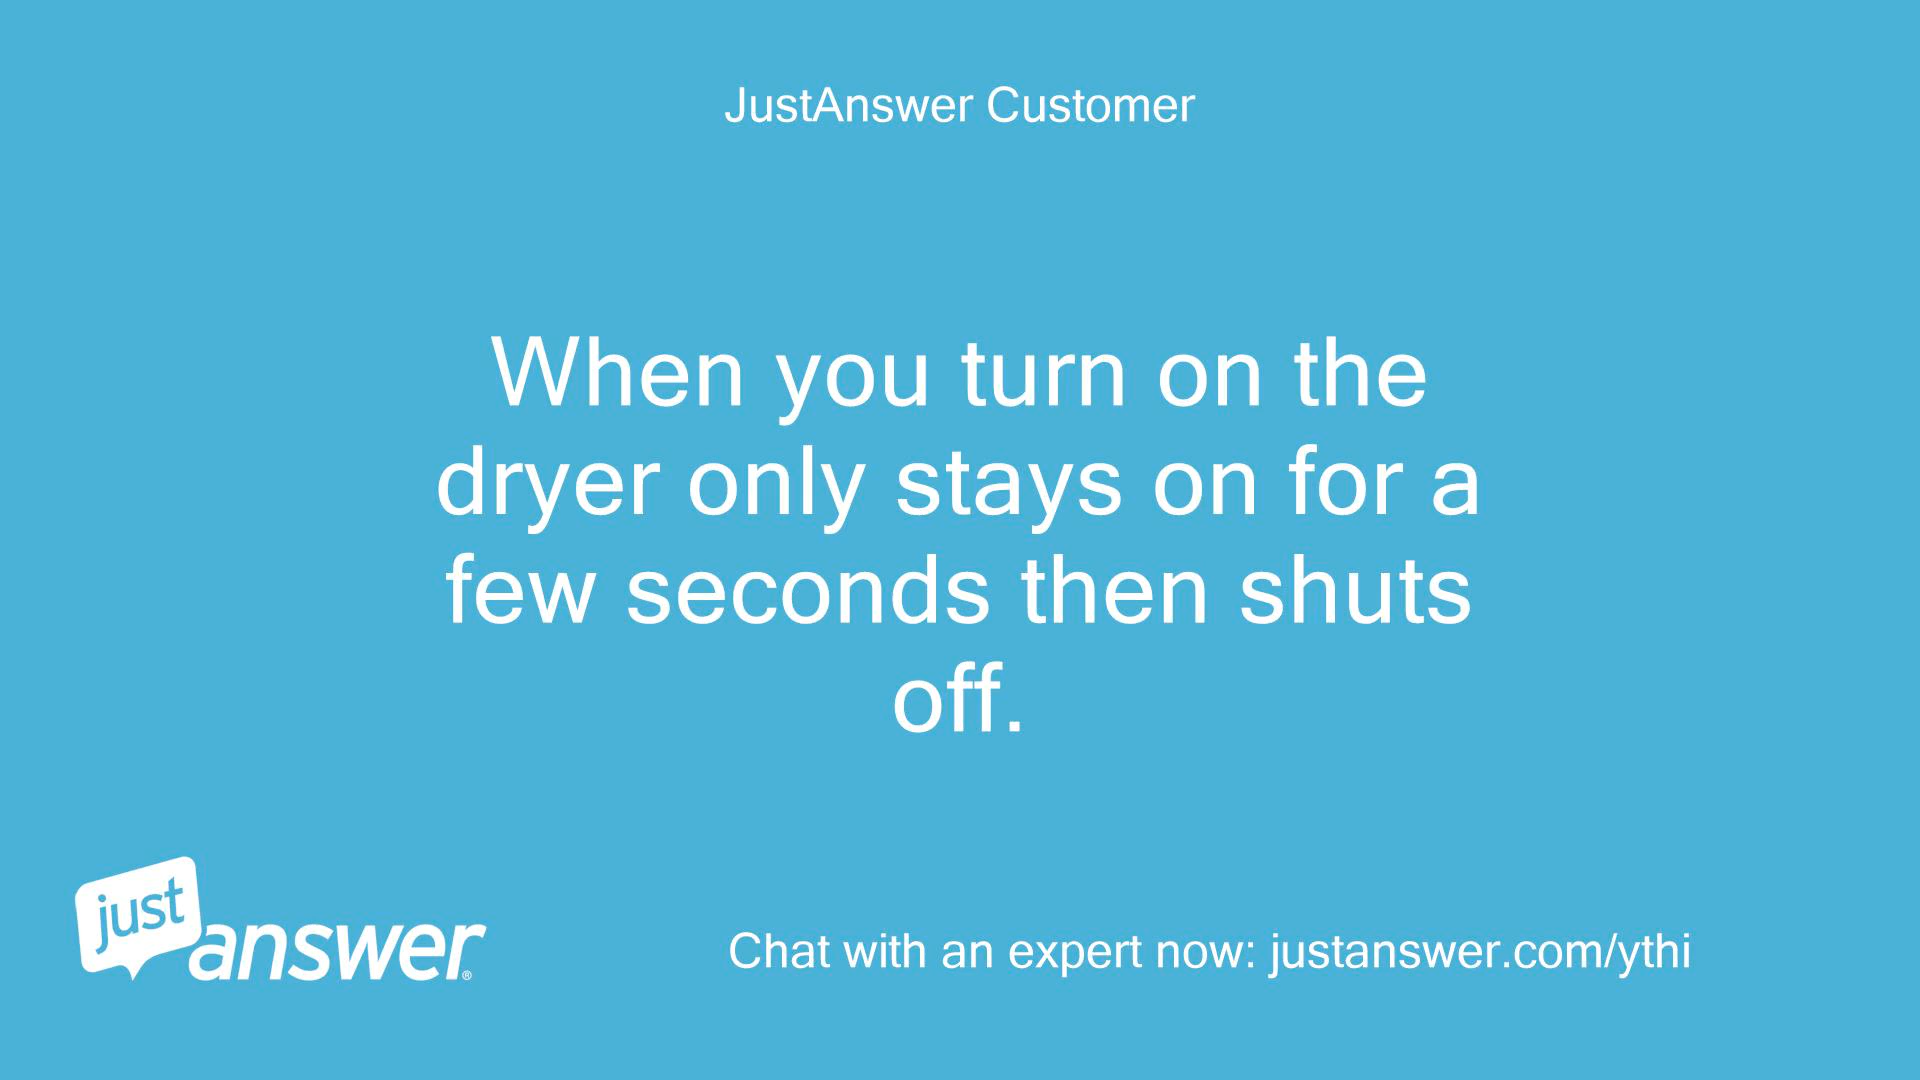 JustAnswer Customer
When you turn on the
dryer only stays on for a
few seconds then shuts
off.
just
answer®
Chat with an expert now: justanswer.com/ythi